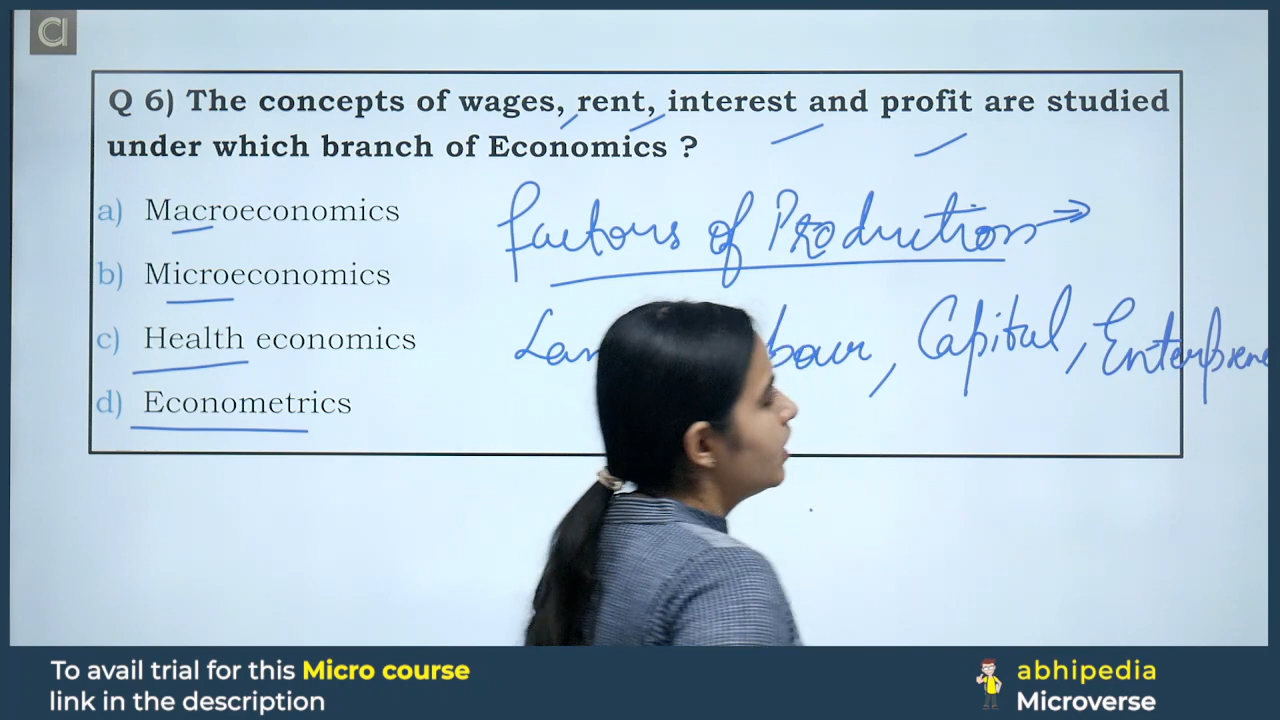 Q 6) The concepts of wages, rent, interest and profit are studied
under which branch of Economics ?
a) Macroeconomics
b) Microeconomics
c) Health economics
d) Econometrics
Factors of Production →
Capital,
To avail trial for this Micro course
link in the description
abhipedia
Microverse